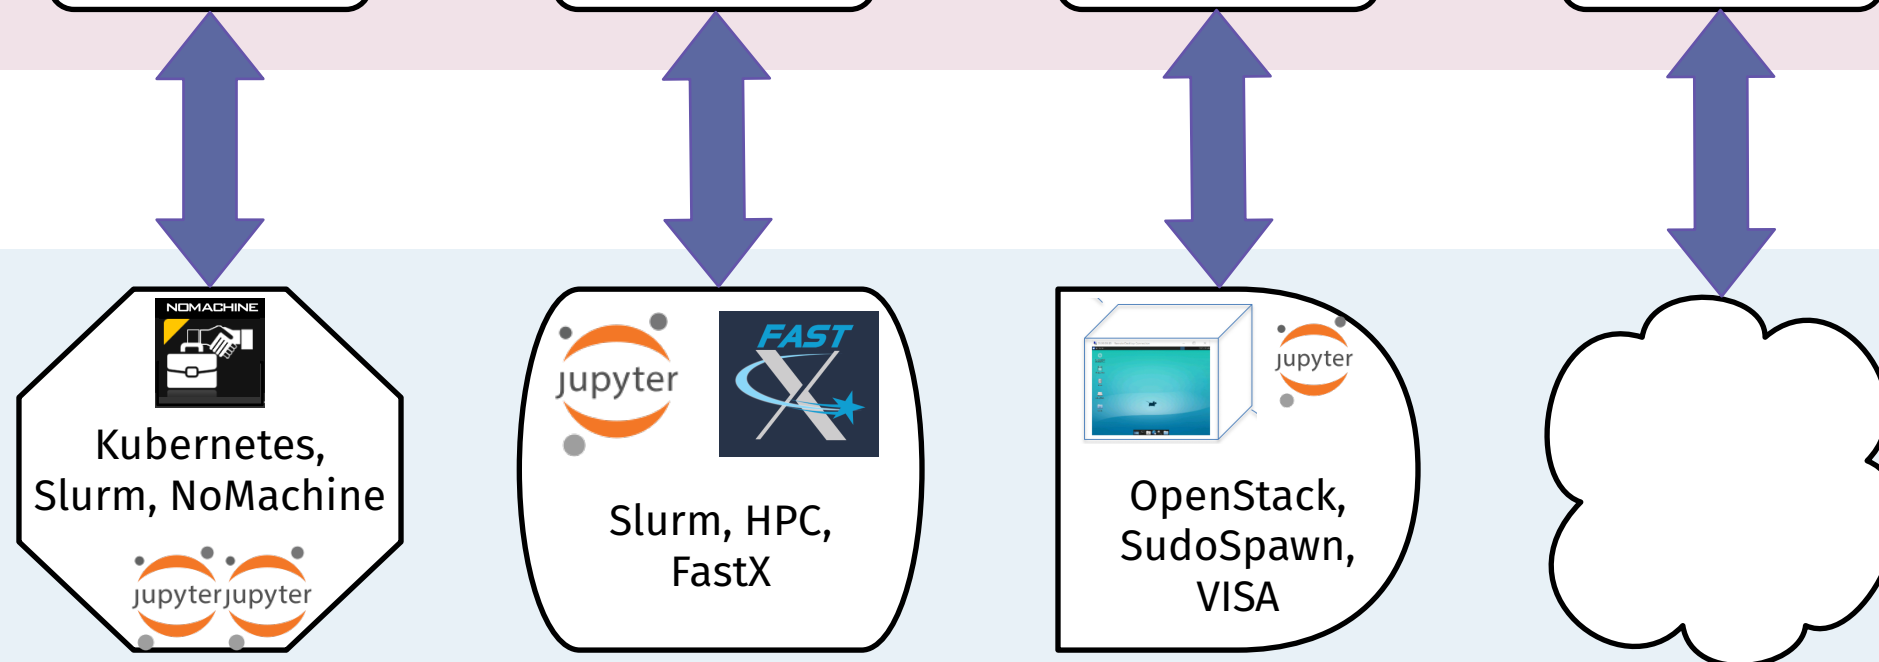 NOMACHINE
Kubernetes,
Slurm, NoMachine
jupyter jupyter
jupyter
FAST
X
Slurm, HPC,
FastX
jupyter
OpenStack,
SudoSpawn,
VISA